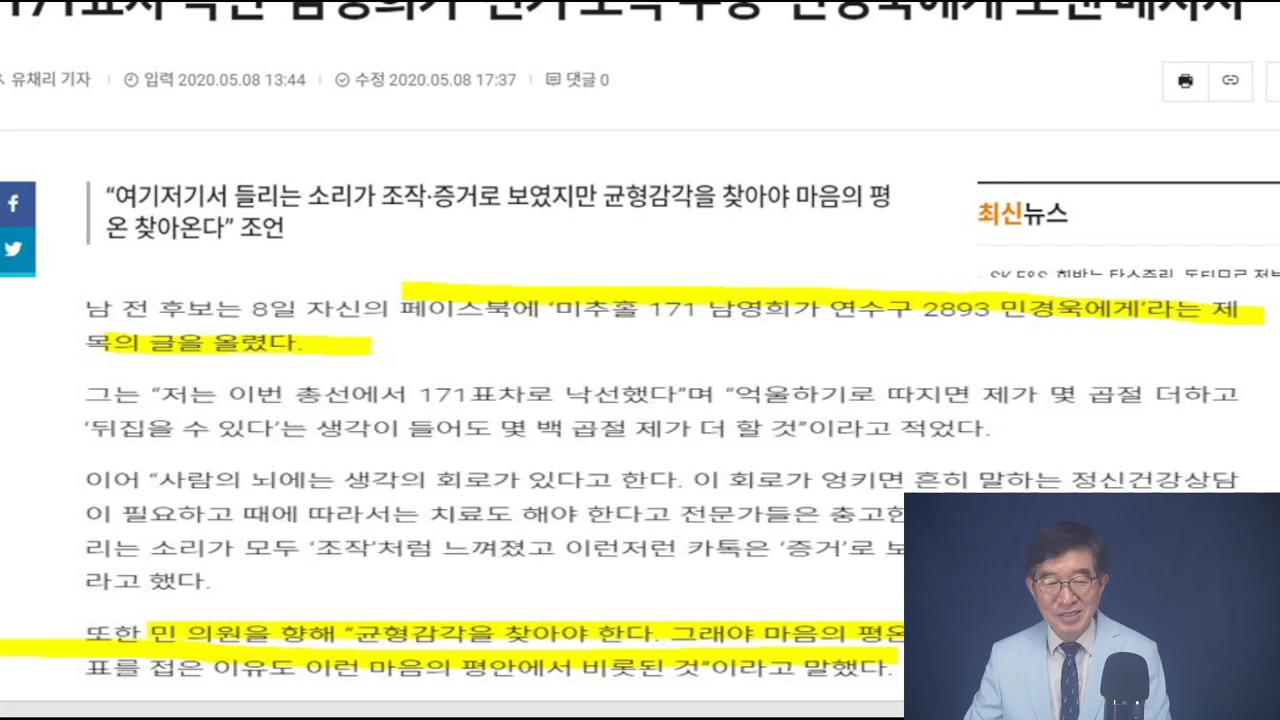 유채리 기자 입력 2020.05.08 13:44 수정 2020.05.08 17:37 댓글 0
“여기저기서 들리는 소리가 조작·증거로 보였지만 균형감각을 찾아야 마음의 평
온 찾아온다” 조언
최신뉴스
남 전 후보는 8일 자신의 페이스북에 ‘미추홀 171 남영희가 연수구 2893 민경욱에게’라는 제
목의 글을 올렸다.
그는 “저는 이번 총선에서 171표차로 낙선했다”며 “억울하기로 따지면 제가 몇 곱절 더하고
‘뒤집을 수 있다’는 생각이 들어도 몇 백 곱절 제가 더 할 것”이라고 적었다.
이어 “사람의 뇌에는 생각의 회로가 있다고 한다. 이 회로가 엉키면 흔히 말하는 정신건강상담
이 필요하고 때에 따라서는 치료도 해야 한다고 전문가들은 충고한
리는 소리가 모두 ‘조작’처럼 느껴졌고 이런저런 카톡은 ‘증거’로 보
라고 했다.
또한 민 의원을 향해 “균형감각을 찾아야 한다. 그래야 마음의 평온
표를 접은 이유도 이런 마음의 평안에서 비롯된 것”이라고 말했다.